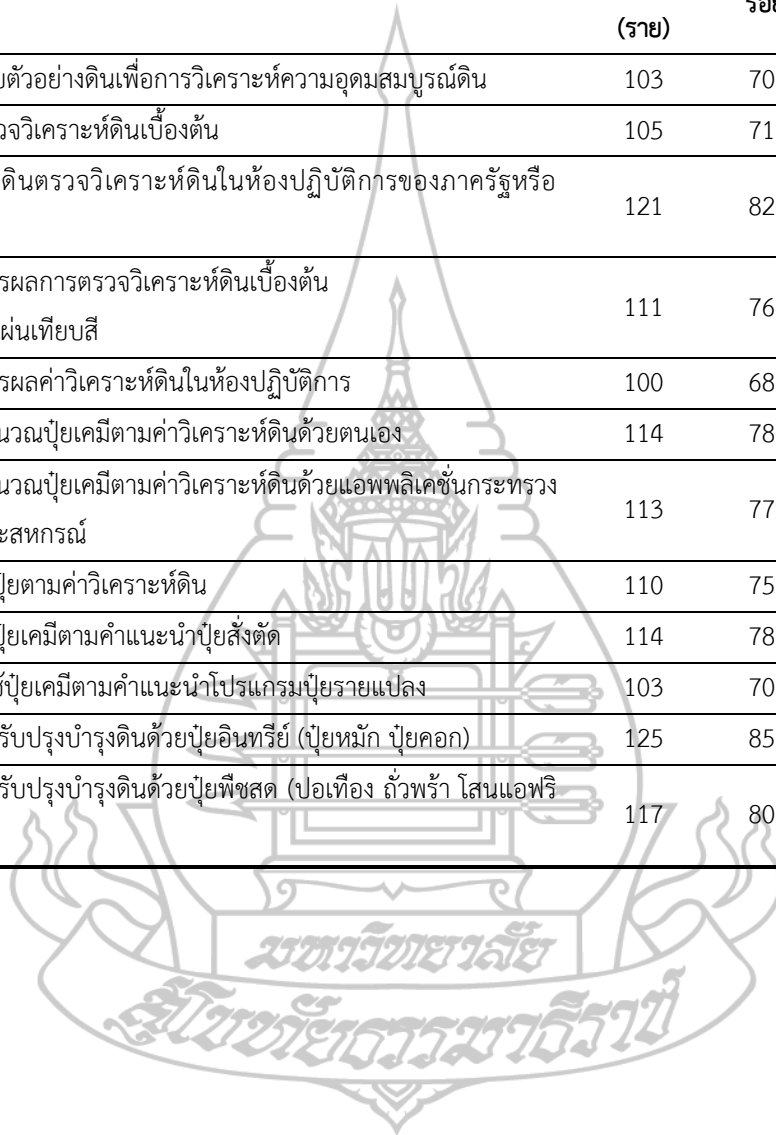 (ราย) ร้อย
ตัวอย่างดินเพื่อการวิเคราะห์ความอุดมสมบูรณ์ดิน 103 70
วจวิเคราะห์ดินเบื้องต้น 105 71
ดินตรวจวิเคราะห์ดินในห้องปฏิบัติการของภาครัฐหรือ
121 82
รผลการตรวจวิเคราะห์ดินเบื้องต้น
111 76
ผ่นเทียบสี
รผลค่าวิเคราะห์ดินในห้องปฏิบัติการ 100 68
นวณปุ๋ยเคมีตามค่าวิเคราะห์ดินด้วยตนเอง 114 78
นวณปุ๋ยเคมีตามค่าวิเคราะห์ดินด้วยแอพพลิเคชั่นกระทรวง
113 77
ะสหกรณ์
ปุ๋ยตามค่าวิเคราะห์ดิน 110 75
ปุ๋ยเคมีตามคำแนะนำปุ๋ยสั่งตัด 114 78
ช้ปุ๋ยเคมีตามคำแนะนำโปรแกรมปุ๋ยรายแปลง 103 70
รับปรุงบำรุงดินด้วยปุ๋ยอินทรีย์ (ปุ๋ยหมัก ปุ๋ยคอก) 125 85
รับปรุงบำรุงดินด้วยปุ๋ยพืชสด (ปอเทือง ถั่วพร้า โสนแอฟริ
117 80
มหาวิทยาลัย
สุโขทัยธรรมาธิราช